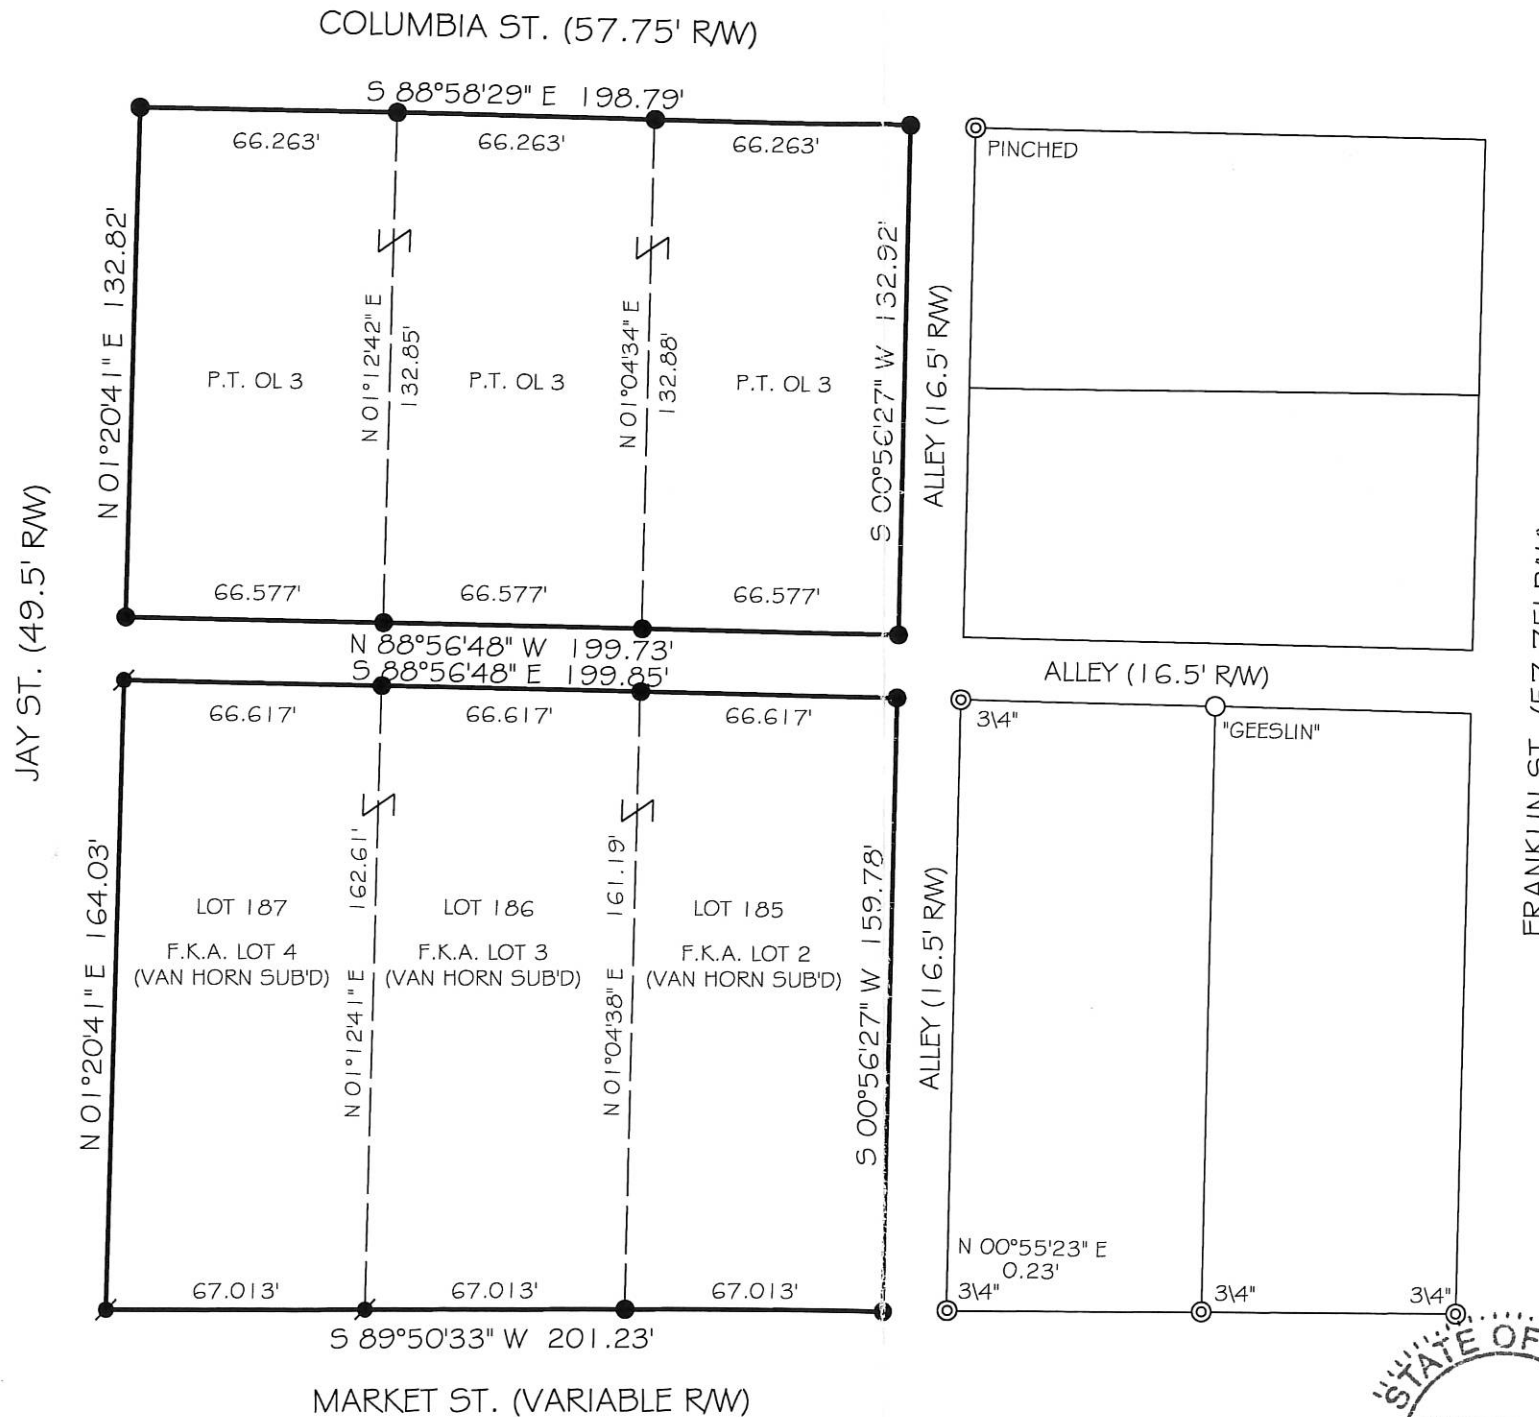 COLUMBIA ST. (57.75' R/W)
S 88°58'29" E 198.79'
66.263'
66.263'
66.263'
PINCHED
N 01°20'41" E 132.82'
N 01°12'42" E
132.85'
N 01°04'34" E
132.88'
S 00°56'27" W 132.92'
ALLEY (16.5' R/W)
P.T. OL 3
P.T. OL 3
P.T. OL 3
JAY ST. (49.5' R/W)
66.577'
66.577'
66.577'
N 88°56'48" W 199.73'
S 88°56'48" E 199.85'
ALLEY (16.5' R/W)
66.617'
66.617'
66.617'
3\4"
"GEESLIN"
FRANKLIN ST.
N 01°20'41" E 164.03'
N 01°12'41" E 162.61'
N 01°04'38" E 161.19'
S 00°56'27" W 159.78'
ALLEY (16.5' R/W)
LOT 187
F.K.A. LOT 4
(VAN HORN SUB'D)
LOT 186
F.K.A. LOT 3
(VAN HORN SUB'D)
LOT 185
F.K.A. LOT 2
(VAN HORN SUB'D)
N 00°55'23" E
0.23'
67.013'
67.013'
67.013'
3\4"
3\4"
3\4"
S 89°50'33" W 201.23'
STATE OF
MARKET ST. (VARIABLE R/W)